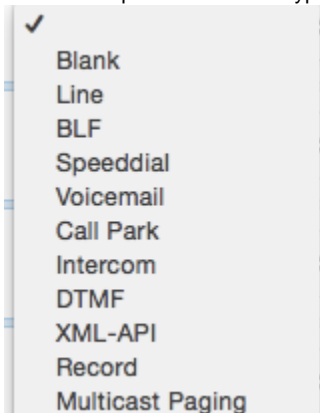 ✓
Blank
Line
BLF
Speeddial
Voicemail
Call Park
Intercom
DTMF
XML-API
Record
Multicast Paging